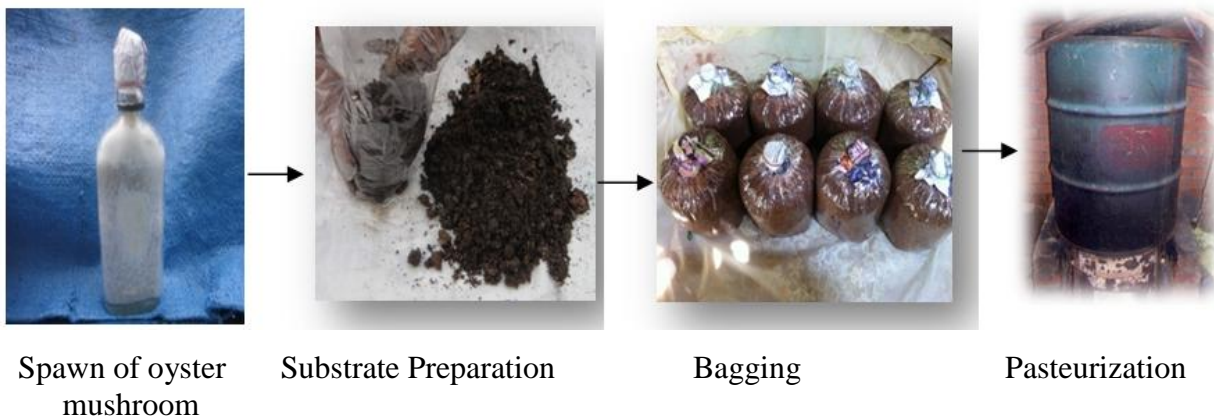 Spawn of oyster mushroom
Substrate Preparation
Bagging
Pasteurization